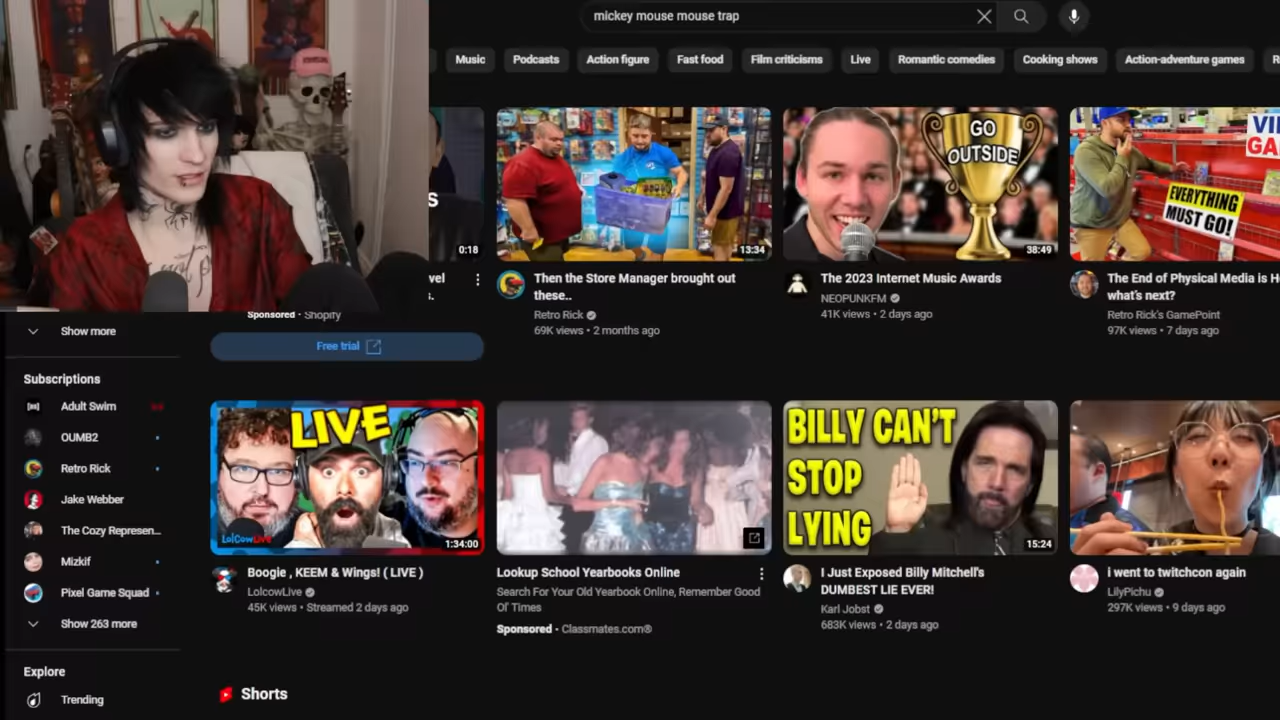 mickey mouse mouse trap
Music
Podcasts
Action figure
Fast food
Film criticisms
Live
Romantic comedies
Cooking shows
Action-adventure games
S
0:18
13:34
GO
OUTSIDE
38:49
EVERYTHING
MUST GO!
vel
s.
Then the Store Manager brought out
these..
Retro Rick
69K views • 2 months ago
The 2023 Internet Music Awards
NEOPUNKFM
41K views • 2 days ago
The End of Physical Media is H
what's next?
Retro Rick's GamePoint
97K views • 7 days ago
Sponsored • Shopify
Free trial
Show more
Subscriptions
Adult Swim
OUMB2
Retro Rick
Jake Webber
The Cozy Represen...
Mizkif
Pixel Game Squad
Show 263 more
Explore
Trending
LIVE
LolCowLive
1:34:00
Boogie , KEEM & Wings! ( LIVE )
LolcowLive
45K views • Streamed 2 days ago
Lookup School Yearbooks Online
Search For Your Old Yearbook Online, Remember Good
Ol' Times
Sponsored • Classmates.com®
BILLY CAN'T
STOP
LYING
15:24
I Just Exposed Billy Mitchell's
DUMBEST LIE EVER!
Karl Jobst
683K views • 2 days ago
i went to twitchcon again
LilyPichu
297K views • 9 days ago
Shorts